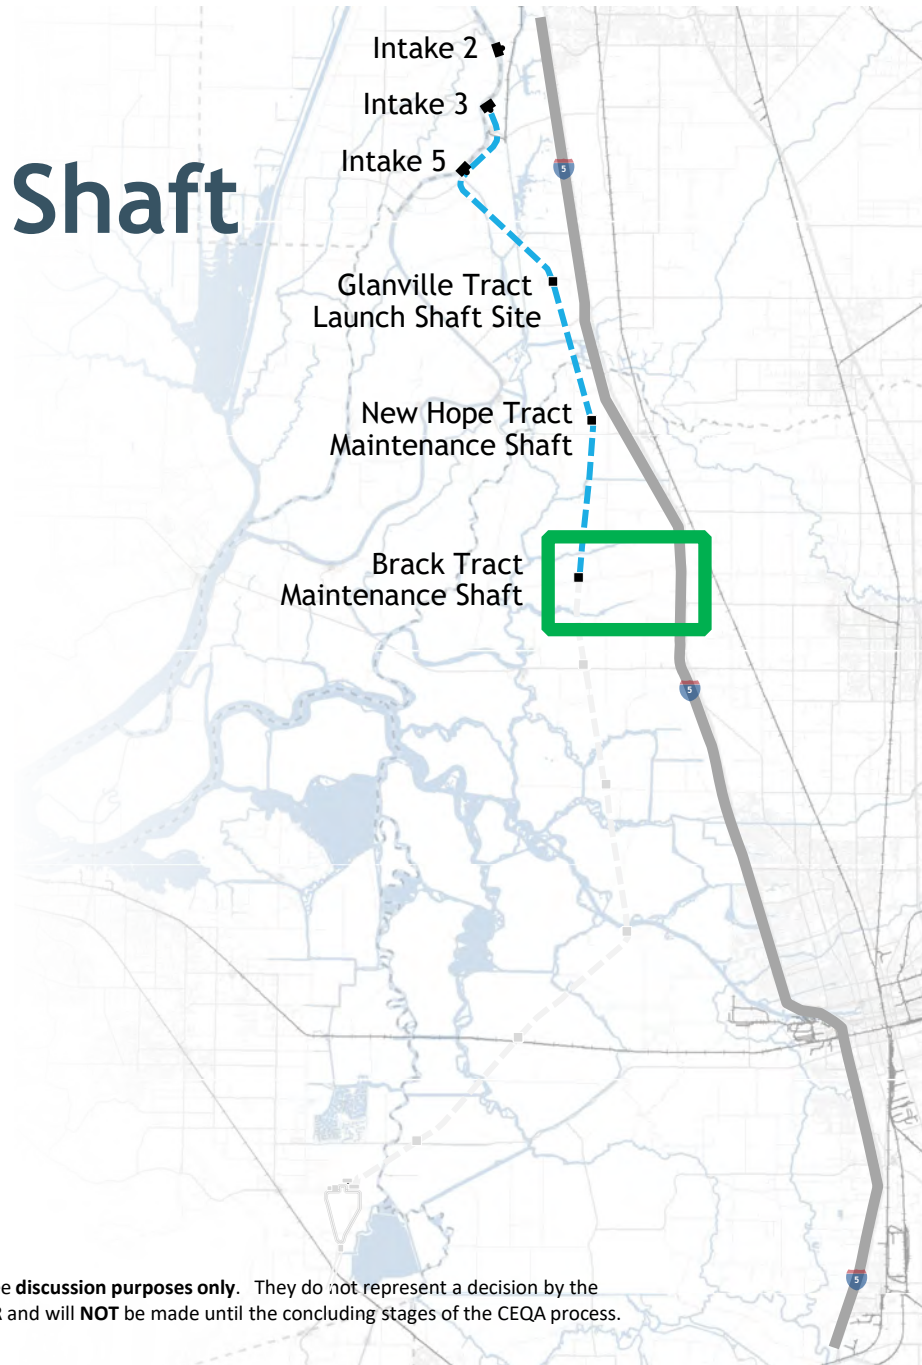 Intake 2
Intake 3
Intake 5
5
Shaft
Glanville Tract
Launch Shaft Site
New Hope Tract
Maintenance Shaft
Brack Tract
Maintenance Shaft
5
5
e discussion purposes only. They do not represent a decision by the
R and will NOT be made until the concluding stages of the CEQA process.